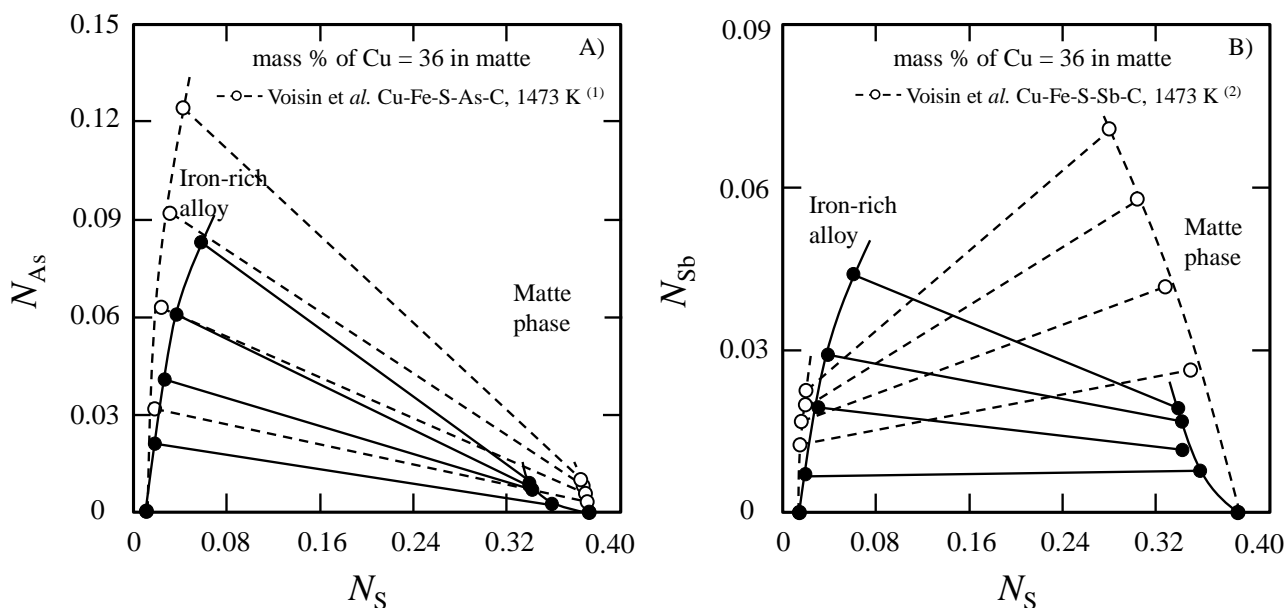 0.15
A)
mass % of Cu = 36 in matte
Voisin et al. Cu-Fe-S-As-C, 1473 K (1)
0.12
Iron-rich
alloy
0.09
Matte
phase
0.06
0.03
0
0 0.08 0.16 0.24 0.32 0.40
N_As
N_S
0.09
B)
mass % of Cu = 36 in matte
Voisin et al. Cu-Fe-S-Sb-C, 1473 K (2)
0.06
Iron-rich
alloy
Matte
phase
0.03
0
0 0.08 0.16 0.24 0.32 0.40
N_Sb
N_S